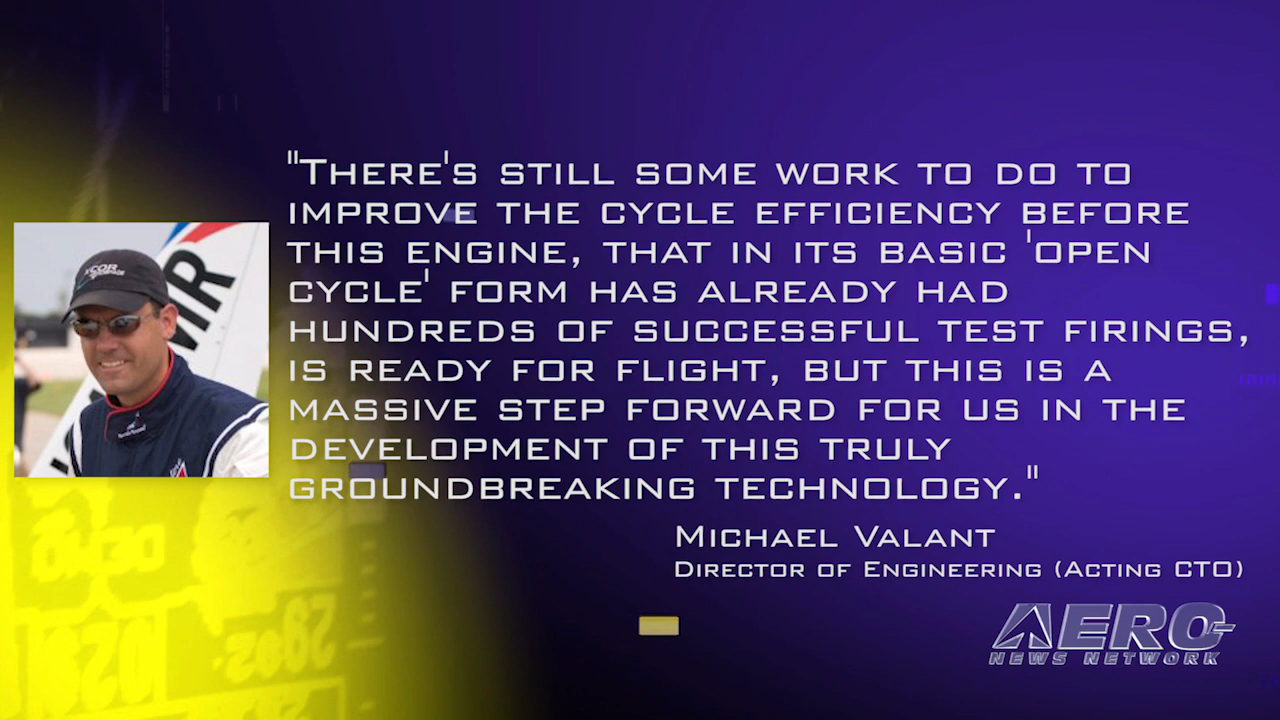 "There's still some work to do to
improve the cycle efficiency before
this engine, that in its basic 'open
cycle' form has already had
hundreds of successful test firings,
is ready for flight, but this is a
massive step forward for us in the
development of this truly
groundbreaking technology."
Michael Valant
Director of Engineering (Acting CTO)
AERO-
NEWS NETWORK
XCOR